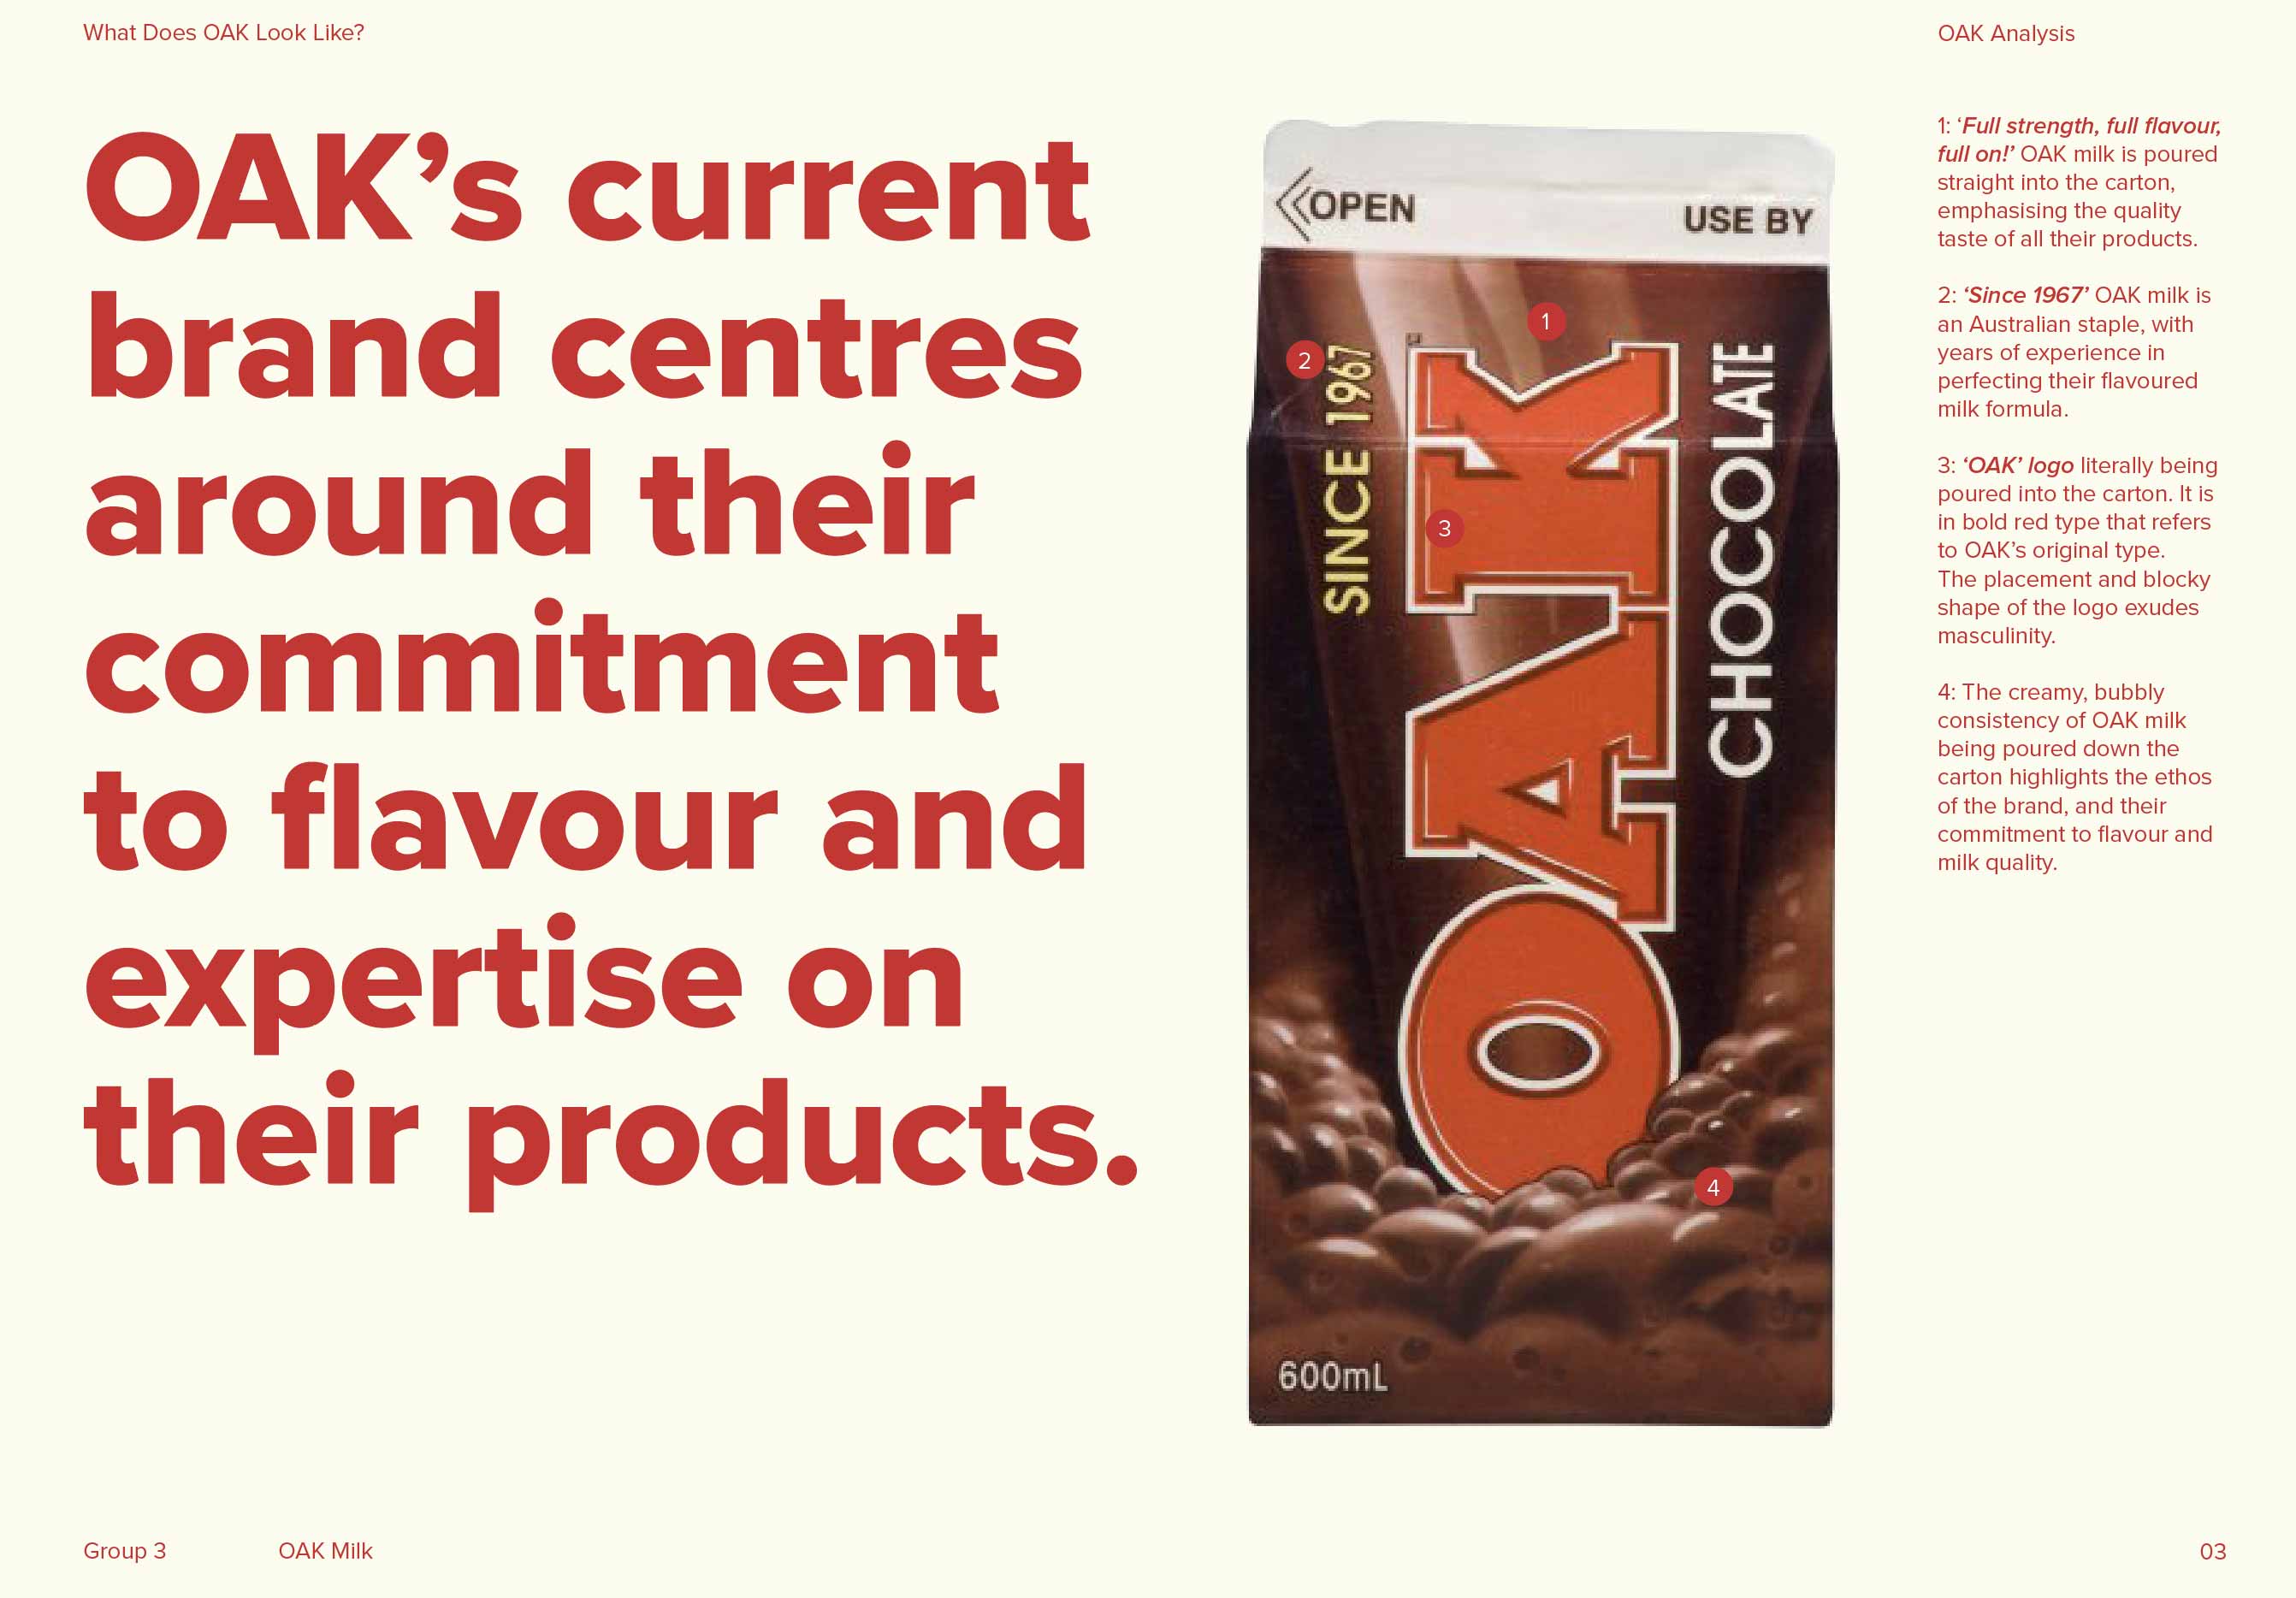 What Does OAK Look Like?
OAK Analysis
OAK’s current
brand centres
around their
commitment
to flavour and
expertise on
their products.
OPEN
USE BY
1
2
SINCE 1967
OAK
CHOCOLATE
3
4
600mL
1: ‘Full strength, full flavour,
full on!’ OAK milk is poured
straight into the carton,
emphasising the quality
taste of all their products.
2: ‘Since 1967’ OAK milk is
an Australian staple, with
years of experience in
perfecting their flavoured
milk formula.
3: ‘OAK’ logo literally being
poured into the carton. It is
in bold red type that refers
to OAK’s original type.
The placement and blocky
shape of the logo exudes
masculinity.
4: The creamy, bubbly
consistency of OAK milk
being poured down the
carton highlights the ethos
of the brand, and their
commitment to flavour and
milk quality.
Group 3
OAK Milk
03